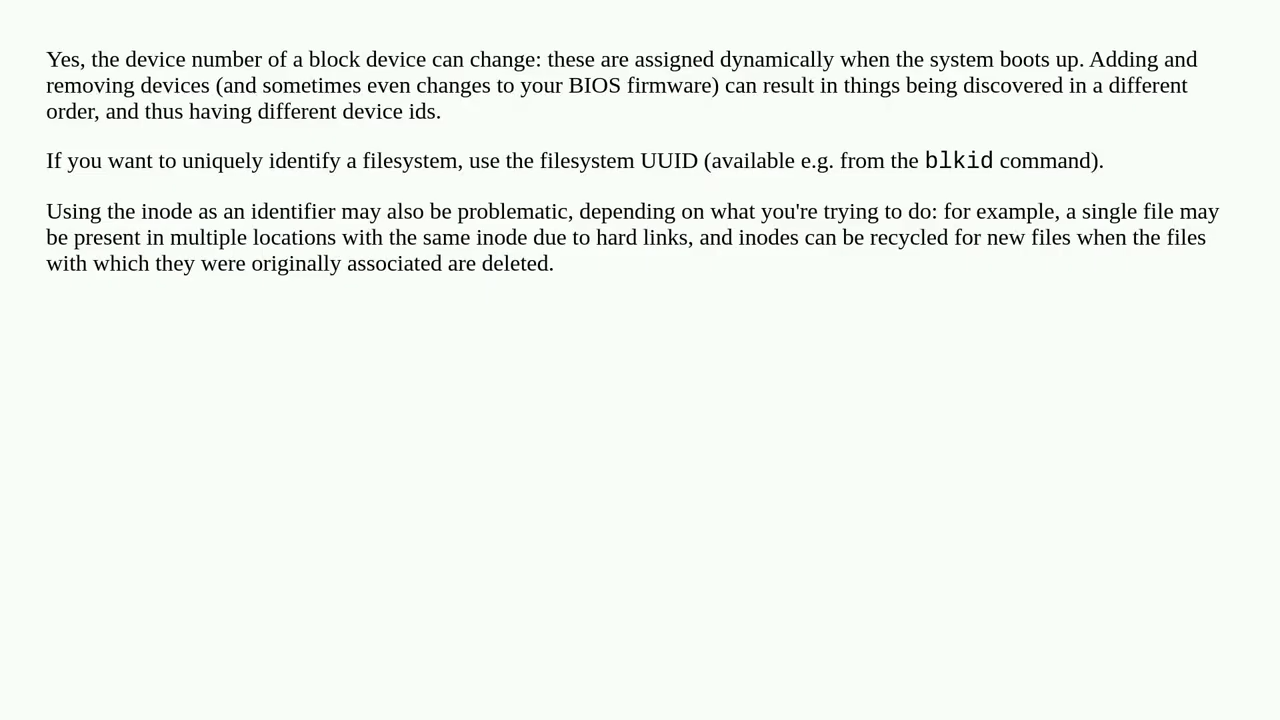 Yes, the device number of a block device can change: these are assigned dynamically when the system boots up. Adding and
removing devices (and sometimes even changes to your BIOS firmware) can result in things being discovered in a different
order, and thus having different device ids.
If you want to uniquely identify a filesystem, use the filesystem UUID (available e.g. from the blkid command).
Using the inode as an identifier may also be problematic, depending on what you're trying to do: for example, a single file may
be present in multiple locations with the same inode due to hard links, and inodes can be recycled for new files when the files
with which they were originally associated are deleted.